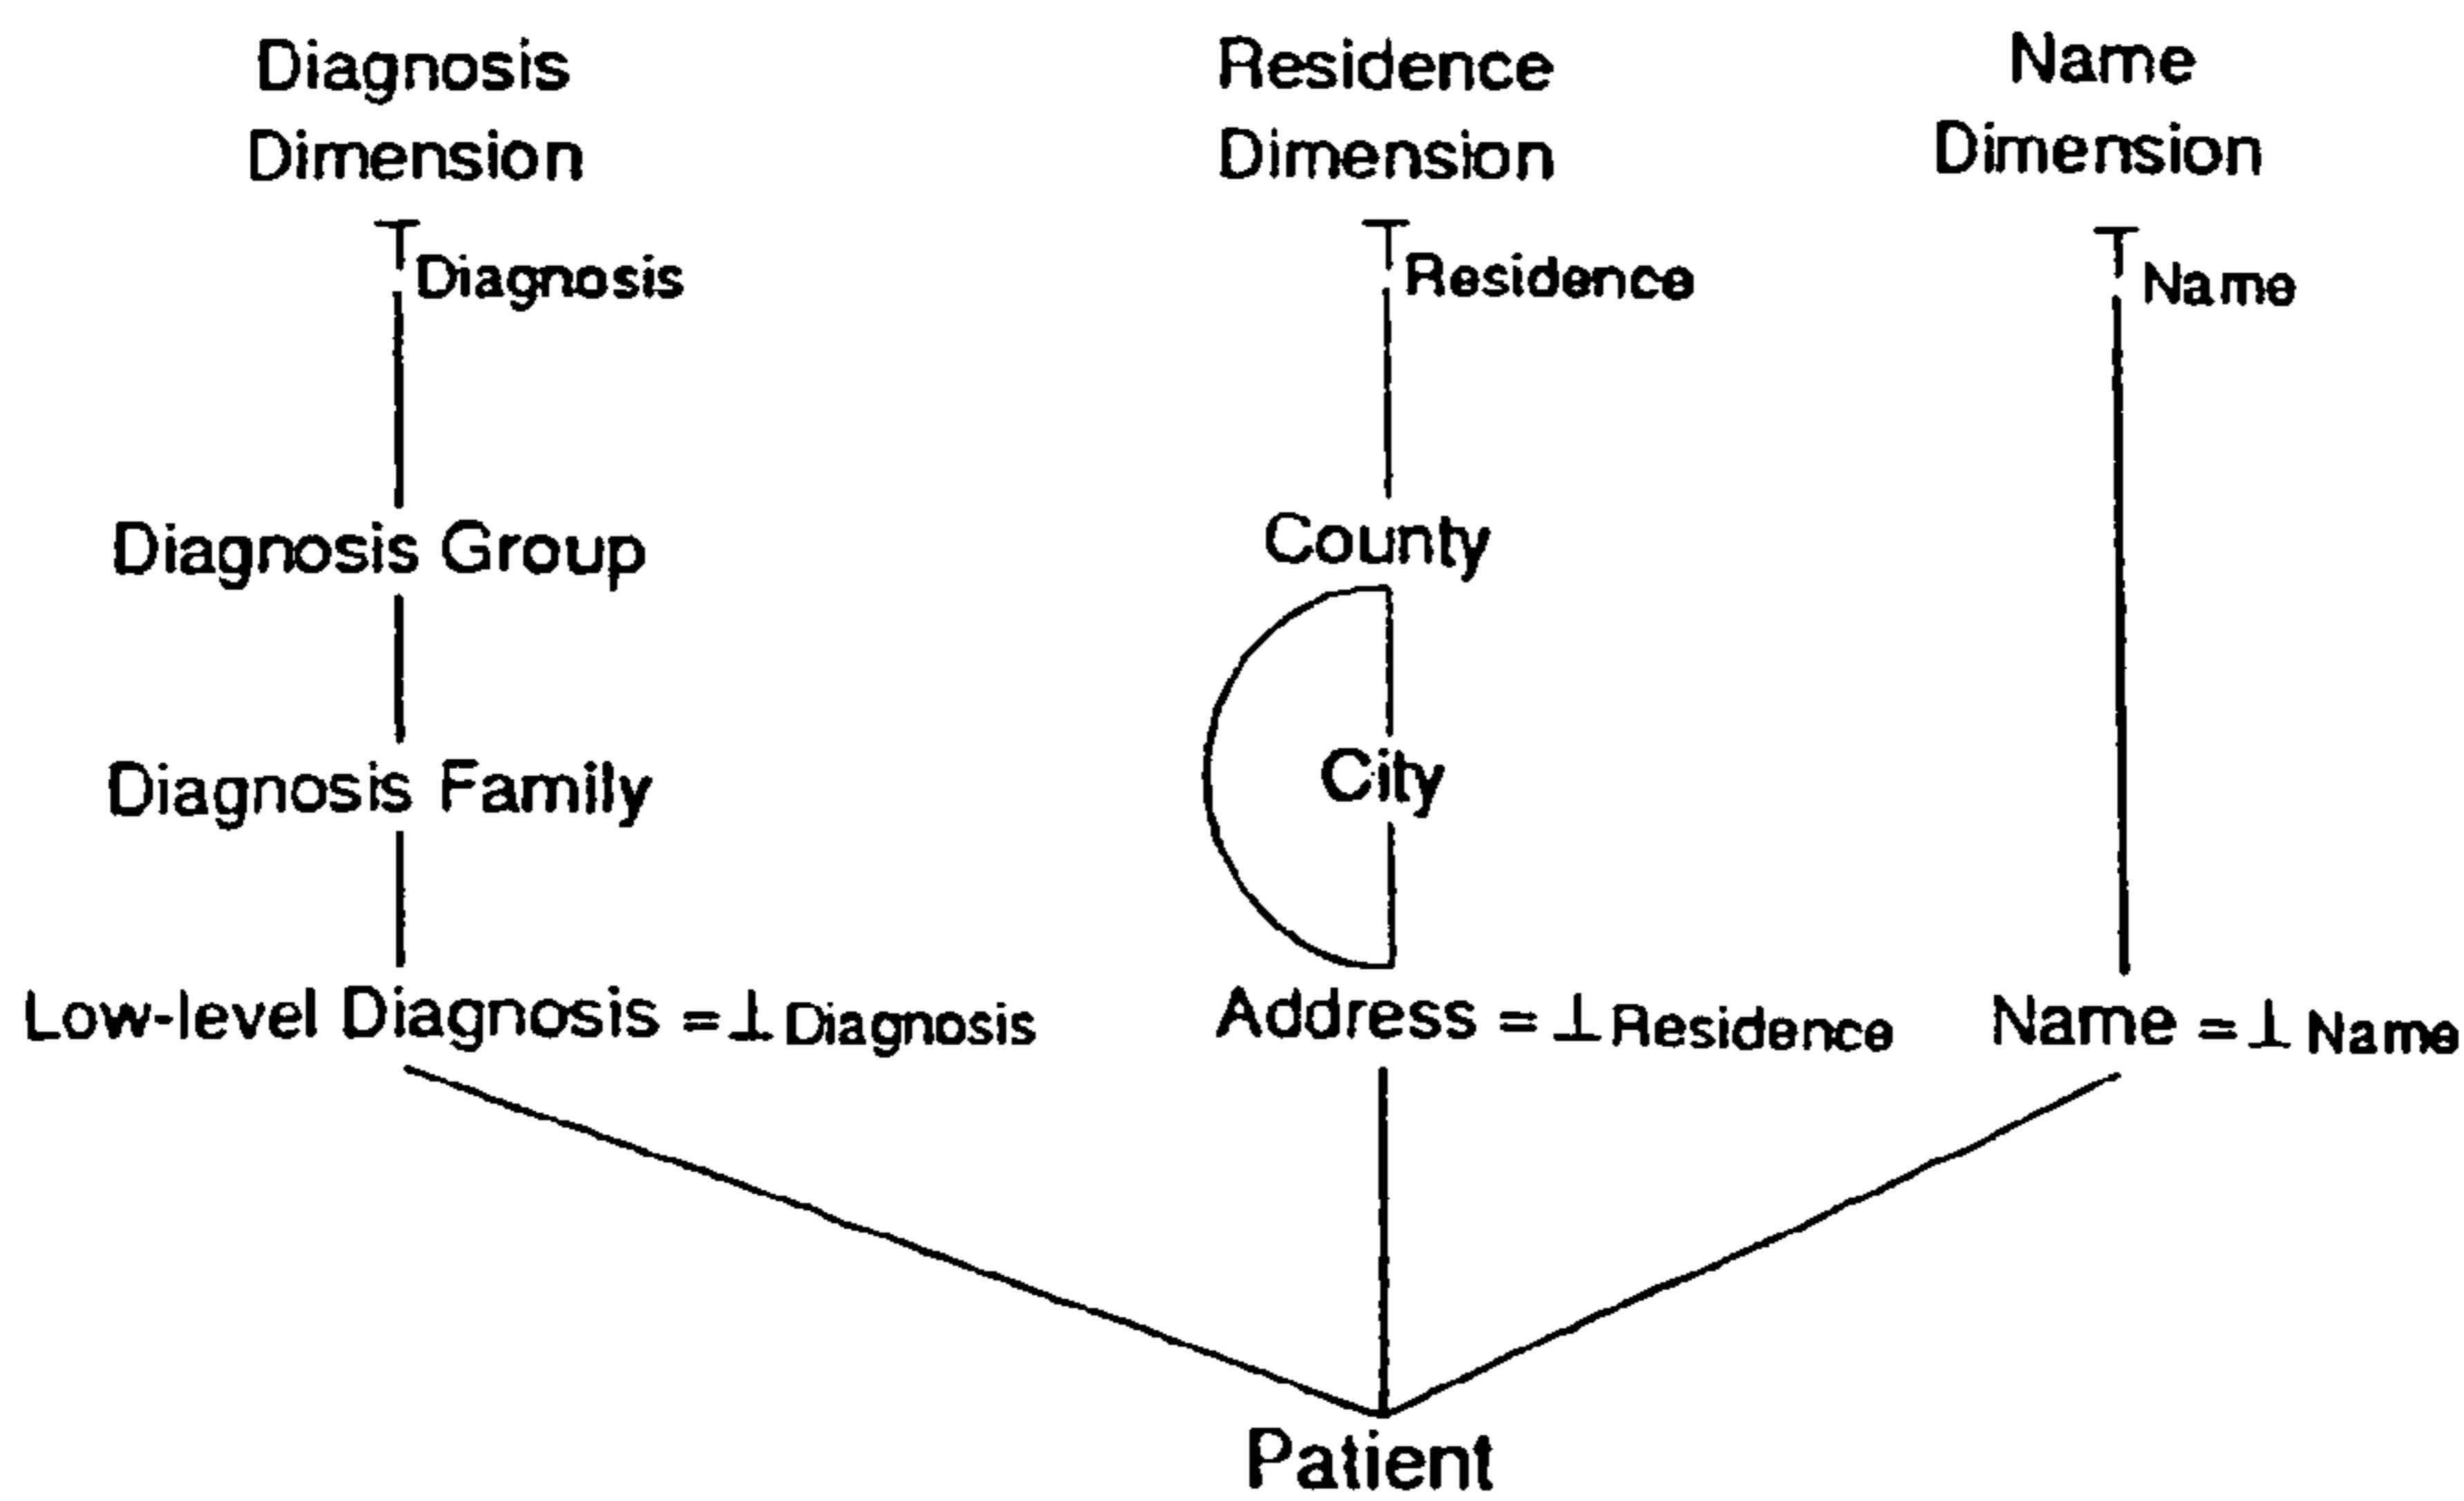 Diagnosis
Dimension
Residence
Dimension
Name
Dimension
⊤Diagnosis
⊤Residence
⊤Name
Diagnosis Group
County
Diagnosis Family
City
Low-level Diagnosis =⊥Diagnosis
Address =⊥Residence
Name =⊥Name
Patient